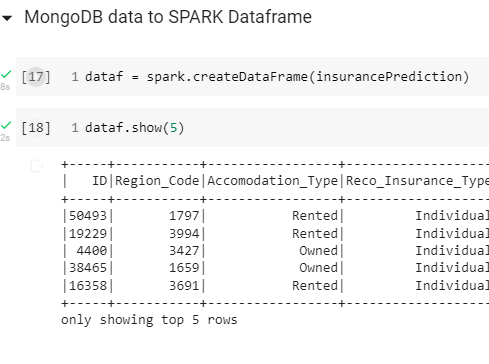 MongoDB data to SPARK Dataframe
[17] 1 dataf = spark.createDataFrame(insurancePrediction)
8s
[18] 1 dataf.show(5)
2s
+-----+-----------+-----------------+--------------------
|   ID|Region_Code|Accomodation_Type|Reco_Insurance_Type
+-----+-----------+-----------------+--------------------
|50493|       1797|           Rented|         Individual
|19229|       3994|           Rented|         Individual
| 4400|       3427|            Owned|         Individual
|38465|       1659|            Owned|         Individual
|16358|       3691|           Rented|         Individual
+-----+-----------+-----------------+--------------------
only showing top 5 rows